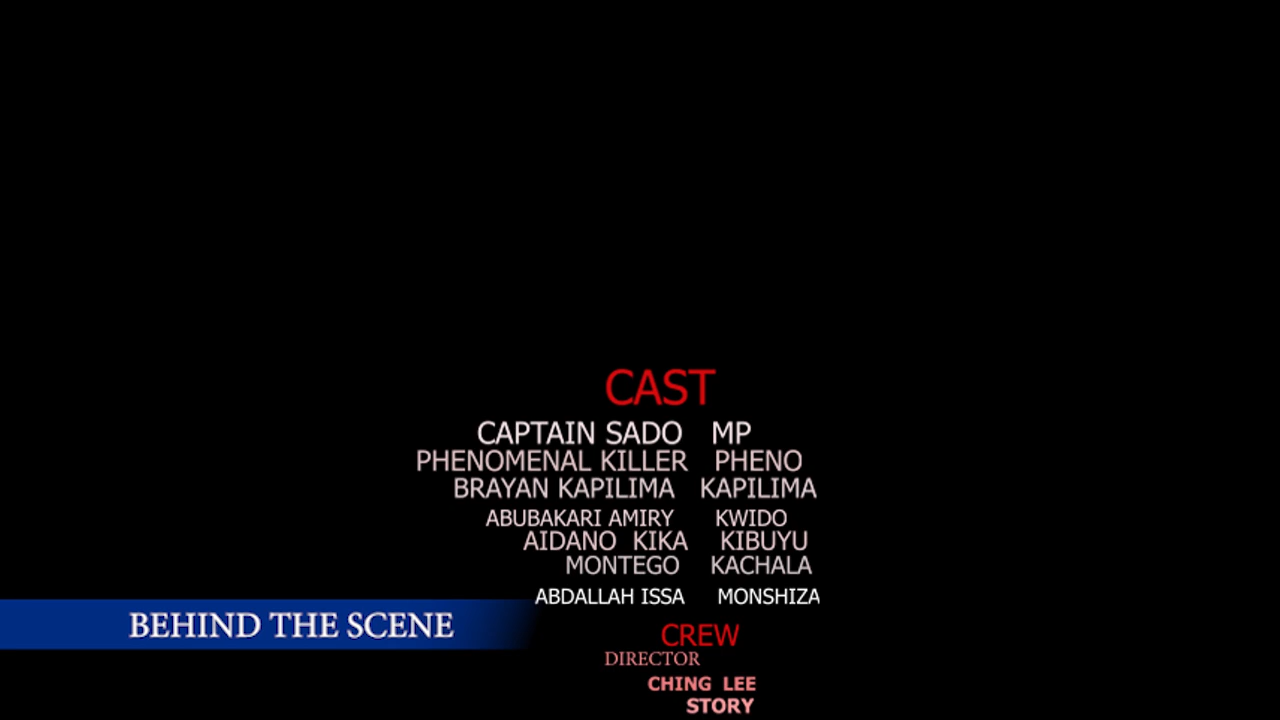 CAST
CAPTAIN SADO MP
PHENOMENAL KILLER PHENO
BRAYAN KAPILIMA KAPILIMA
ABUBAKARI AMIRY KWIDO
AIDANO KIKA KIBUYU
MONTEGO KACHALA
ABDALLAH ISSA MONSHIZA
BEHIND THE SCENE
CREW
DIRECTOR
CHING LEE
STORY